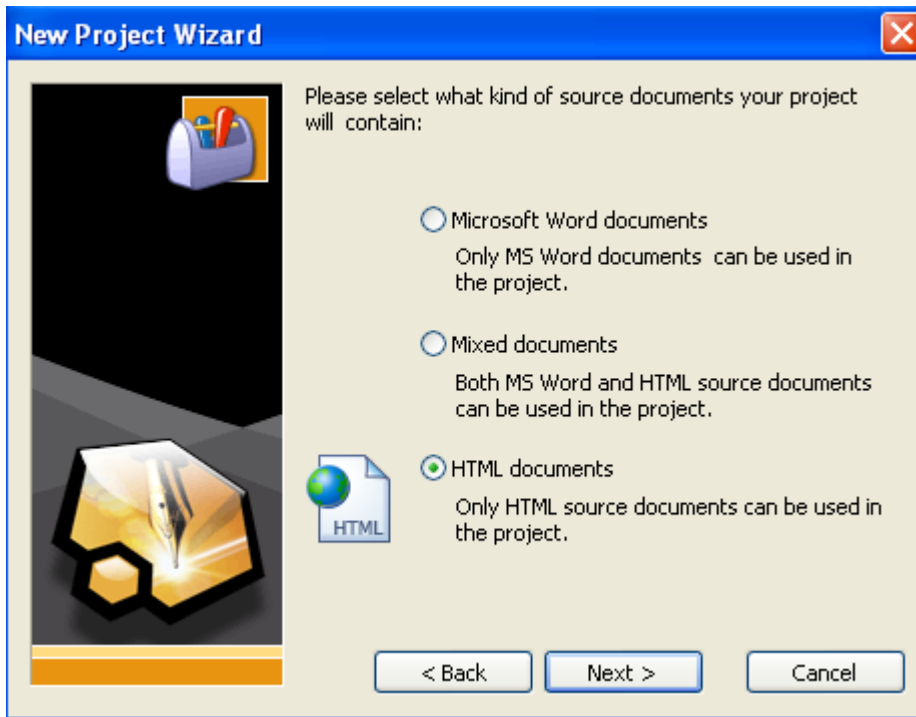 New Project Wizard
Please select what kind of source documents your project
will contain:
Microsoft Word documents
Only MS Word documents can be used in
the project.
Mixed documents
Both MS Word and HTML source documents
can be used in the project.
HTML documents
HTML
Only HTML source documents can be used in
the project.
< Back
Next >
Cancel